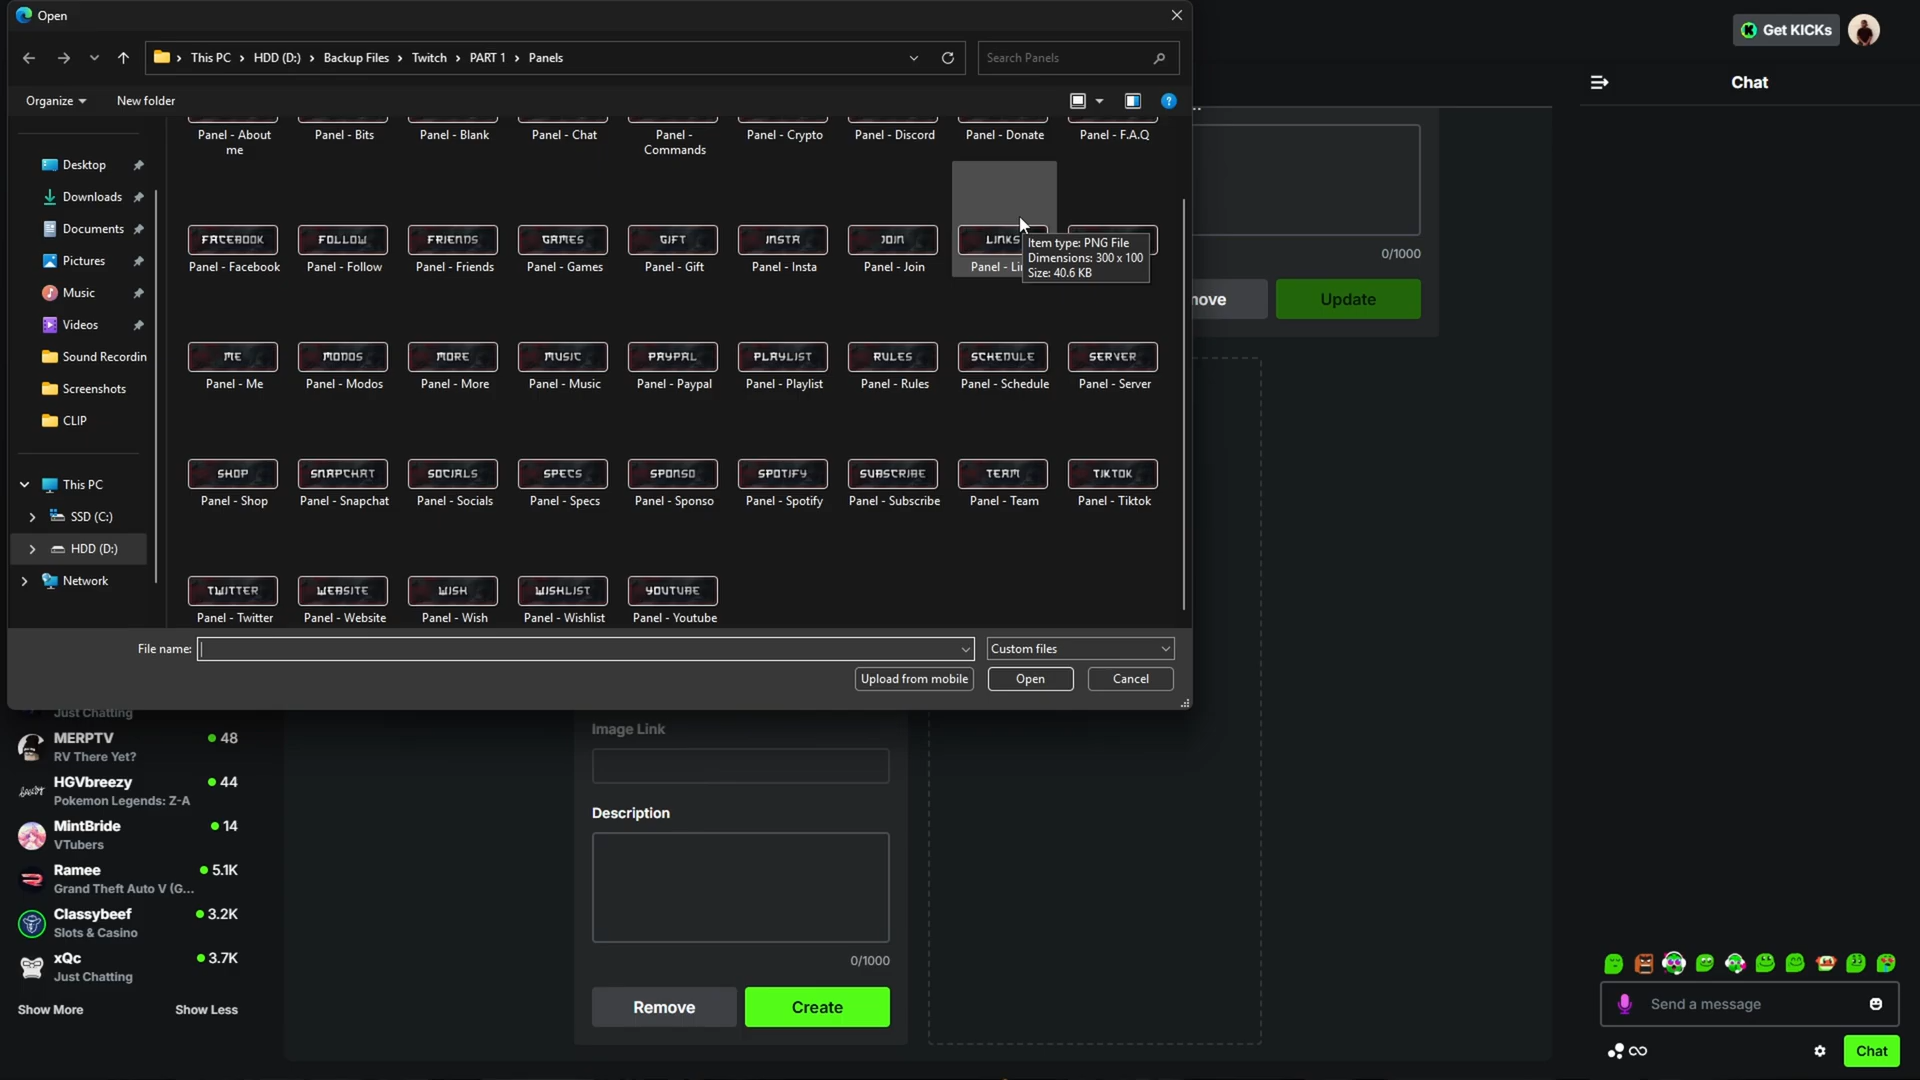 Open
Get KICKs
This PC > HDD (D:) > Backup Files > Twitch > PART 1 > Panels
Search Panels
Chat
Organize
New folder
Panel - About me
Panel - Bits
Panel - Blank
Panel - Chat
Panel - Commands
Panel - Crypto
Panel - Discord
Panel - Donate
Panel - F.A.Q
Desktop
Downloads
Documents
Pictures
Music
Videos
Sound Recordin
Screenshots
CLIP
This PC
SSD (C:)
HDD (D:)
Network
FACEBOOK
FOLLOW
FRIENDS
GAMES
GIFT
INSTA
JOIN
LINKS
Panel - Facebook
Panel - Follow
Panel - Friends
Panel - Games
Panel - Gift
Panel - Insta
Panel - Join
Panel - Li
Item type: PNG File
Dimensions: 300 x 100
Size: 40.6 KB
0/1000
ove
Update
ME
MODOS
MORE
MUSIC
PAYPAL
PLAYLIST
RULES
SCHEDULE
SERVER
Panel - Me
Panel - Modos
Panel - More
Panel - Music
Panel - Paypal
Panel - Playlist
Panel - Rules
Panel - Schedule
Panel - Server
SHOP
SNAPCHAT
SOCIALS
SPECS
SPONSO
SPOTIFY
SUBSCRIBE
TEAM
TIKTOK
Panel - Shop
Panel - Snapchat
Panel - Socials
Panel - Specs
Panel - Sponso
Panel - Spotify
Panel - Subscribe
Panel - Team
Panel - Tiktok
TWITTER
WEBSITE
WISH
WISHLIST
YOUTUBE
Panel - Twitter
Panel - Website
Panel - Wish
Panel - Wishlist
Panel - Youtube
File name:
Custom files
Upload from mobile
Open
Cancel
Just Chatting
MERPTV 48
RV There Yet?
HGVbreezy 44
Pokemon Legends: Z-A
MintBride 14
VTubers
Ramee 5.1K
Grand Theft Auto V (G...
Classybeef 3.2K
Slots & Casino
xQc 3.7K
Just Chatting
Show More
Show Less
Image Link
Description
0/1000
Remove
Create
Send a message
Chat